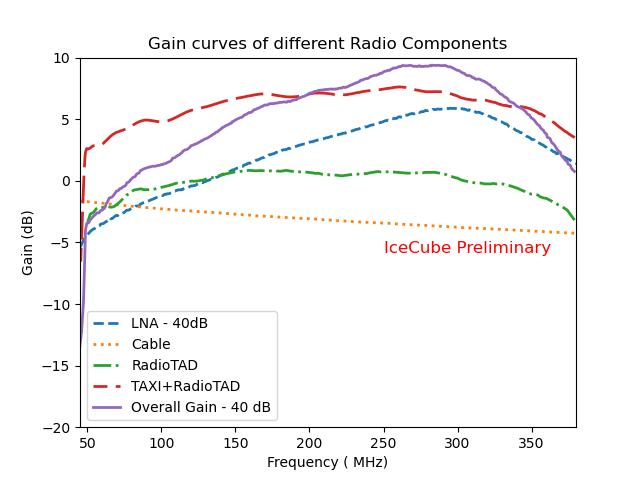 Gain curves of different Radio Components
10
5
0
−5
−10
−15
−20
Gain (dB)
IceCube Preliminary
LNA - 40dB
Cable
RadioTAD
TAXI+RadioTAD
Overall Gain - 40 dB
50 100 150 200 250 300 350
Frequency ( MHz)